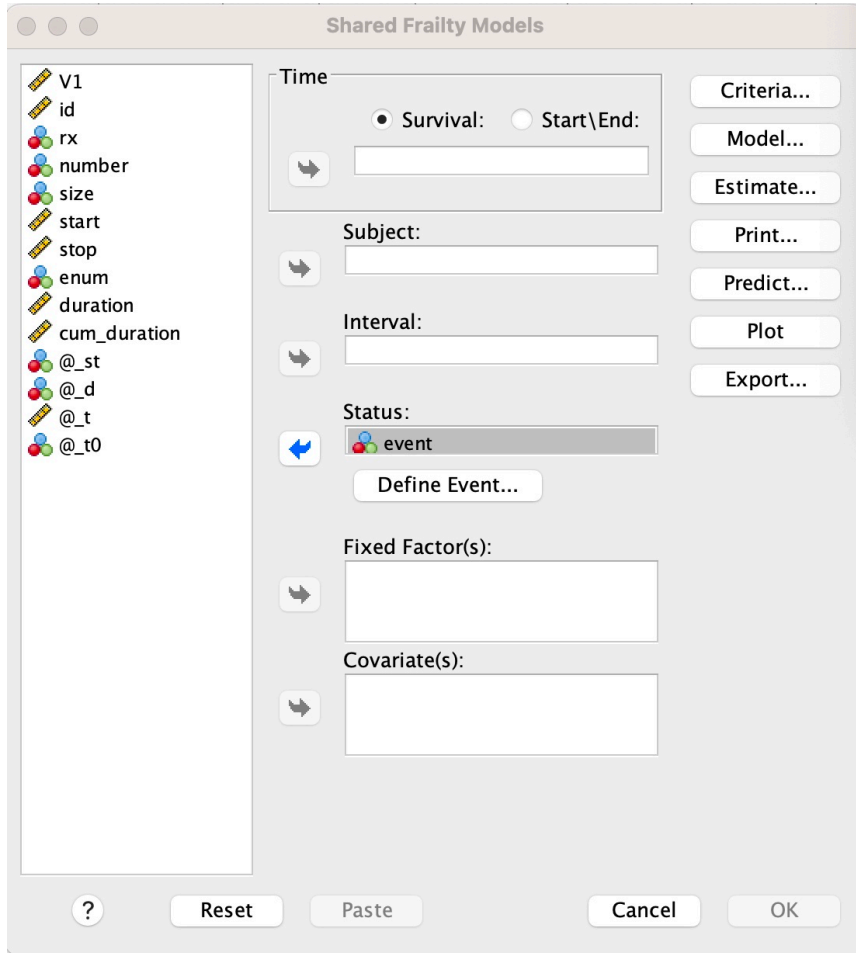 Shared Frailty Models
V1
id
rx
number
size
start
stop
enum
duration
cum_duration
@_st
@_d
@_t
@_t0
Time
Survival:
Start\End:
Subject:
Interval:
Status:
event
Define Event...
Fixed Factor(s):
Covariate(s):
Criteria...
Model...
Estimate...
Print...
Predict...
Plot
Export...
?
Reset
Paste
Cancel
OK